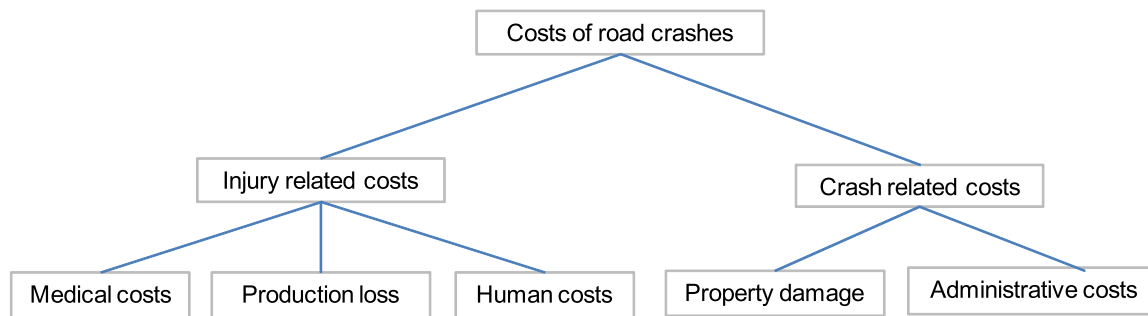 Costs of road crashes
Injury related costs
Crash related costs
Medical costs
Production loss
Human costs
Property damage
Administrative costs